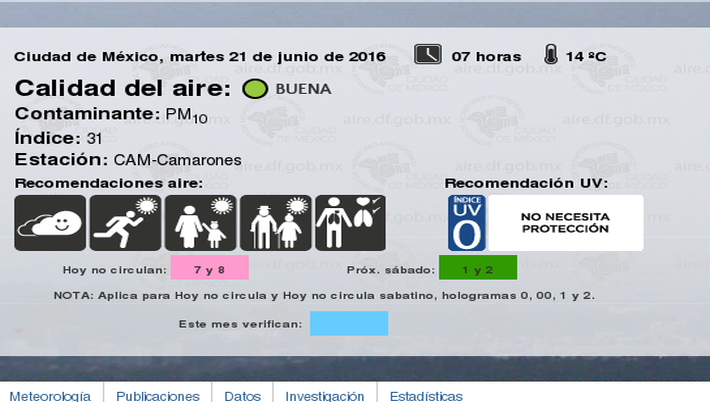 Ciudad de México, martes 21 de junio de 2016 07 horas 14 ºC
Calidad del aire: BUENA
Contaminante: PM10
Índice: 31
Estación: CAM-Camarones
Recomendaciones aire: Recomendación UV:
ÍNDICE UV 0 NO NECESITA PROTECCIÓN
Hoy no circulan: 7 y 8 Próx. sábado: 1 y 2
NOTA: Aplica para Hoy no circula y Hoy no circula sabatino, hologramas 0, 00, 1 y 2.
Este mes verifican:
Meteorología Publicaciones Datos Investigación Estadísticas
aire.df.gob.mx
CIUDAD DE MÉXICO